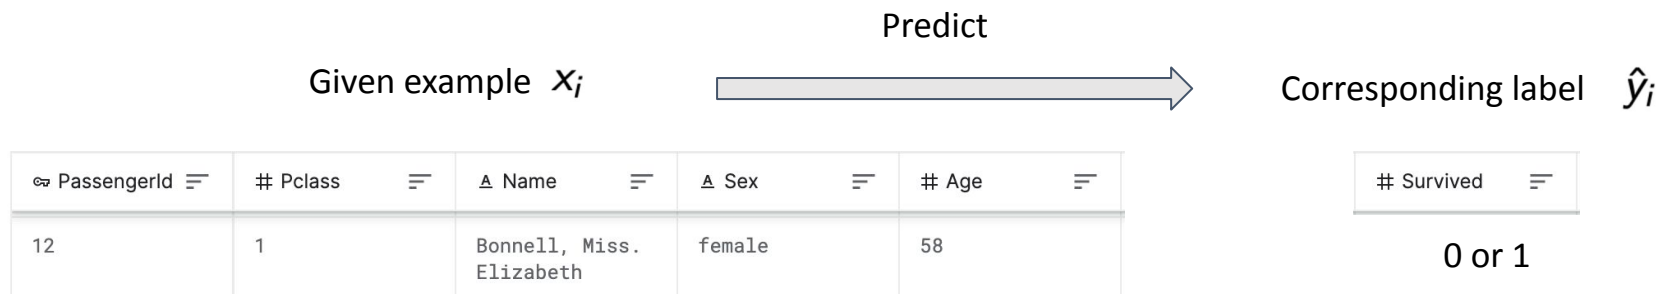 Predict
Given example xᵢ
Corresponding label ŷᵢ
PassengerId # Pclass A Name A Sex # Age # Survived
12 1 Bonnell, Miss. female 58 0 or 1
Elizabeth